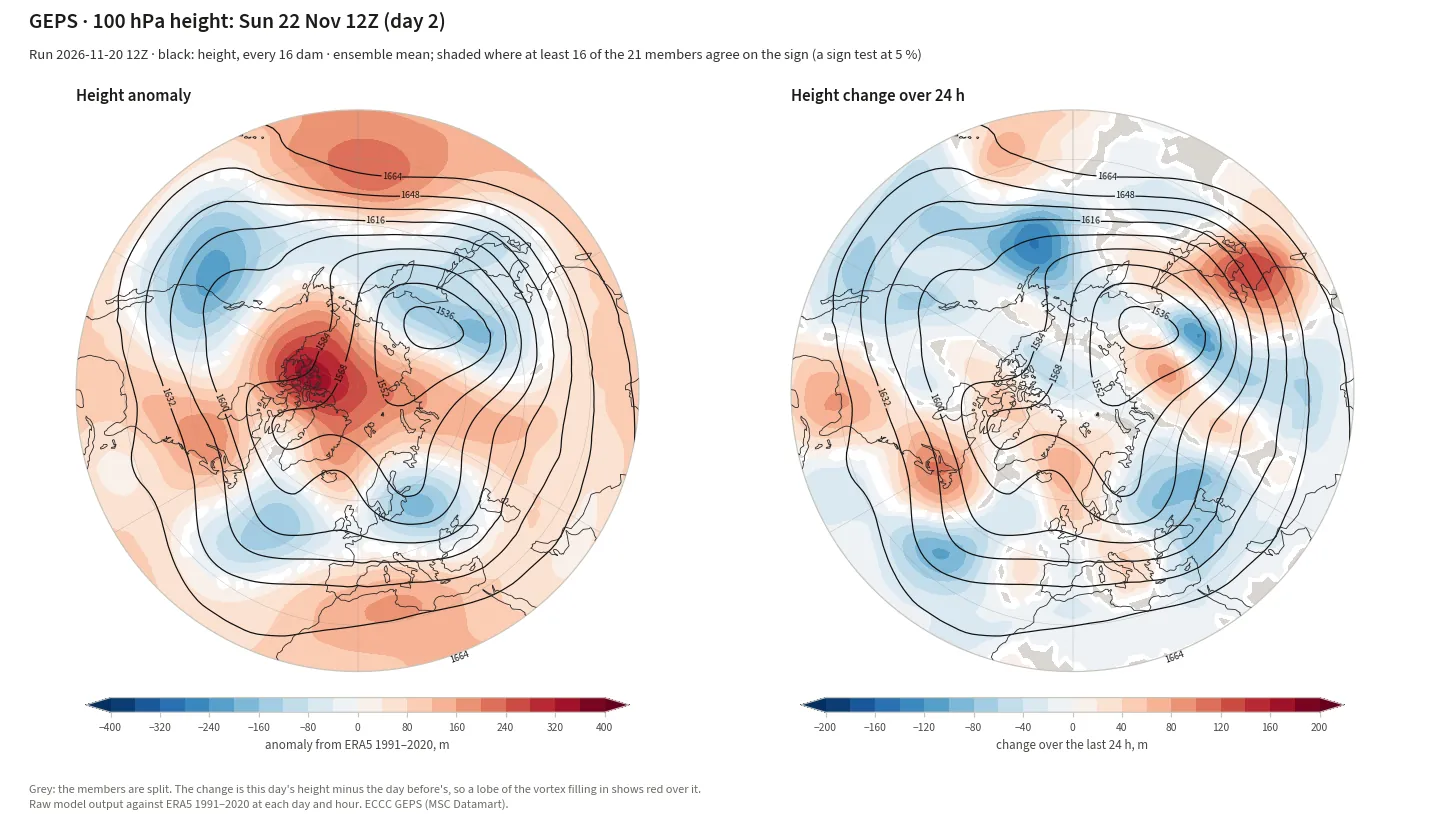 GEPS · 100 hPa height: Sun 22 Nov 12Z (day 2)
Run 2026-11-20 12Z · black: height, every 16 dam · ensemble mean; shaded where at least 16 of the 21 members agree on the sign (a sign test at 5 %)
Height anomaly
Height change over 24 h
1664
1648
1616
1536
1584
1568
1552
1632
1600
1664
1664
1648
1616
1536
1584
1568
1552
1632
1600
1664
−400 −320 −240 −160 −80 0 80 160 240 320 400
anomaly from ERA5 1991–2020, m
−200 −160 −120 −80 −40 0 40 80 120 160 200
change over the last 24 h, m
Grey: the members are split. The change is this day's height minus the day before's, so a lobe of the vortex filling in shows red over it.
Raw model output against ERA5 1991–2020 at each day and hour. ECCC GEPS (MSC Datamart).